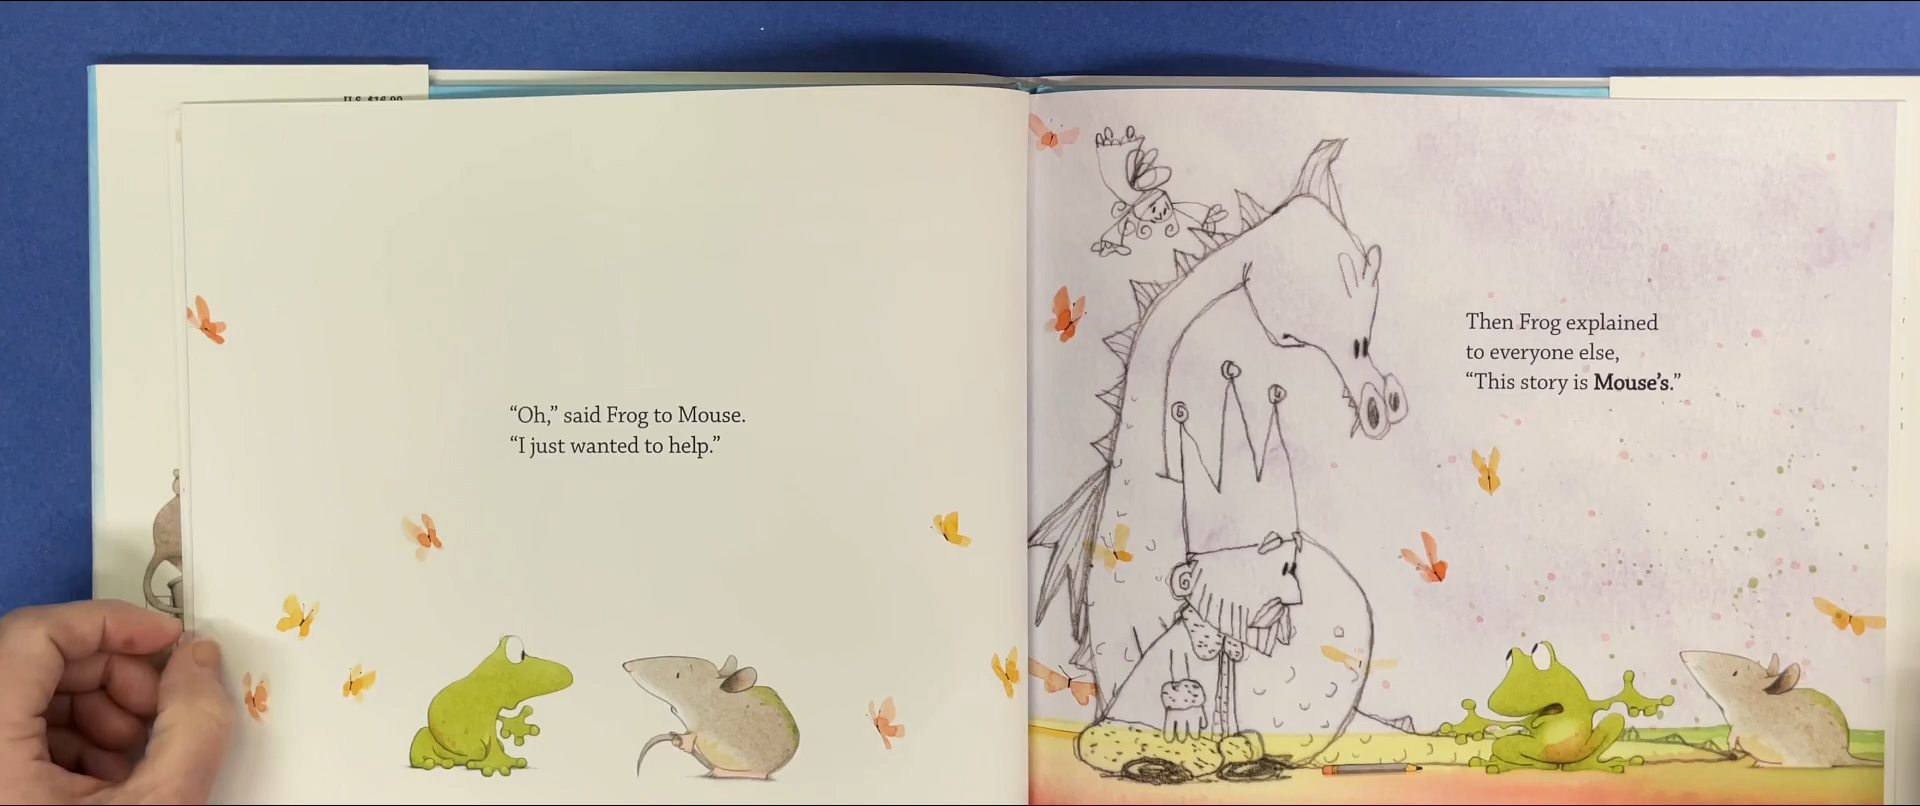 “Oh,” said Frog to Mouse.
“I just wanted to help.”
Then Frog explained
to everyone else,
“This story is Mouse’s.”